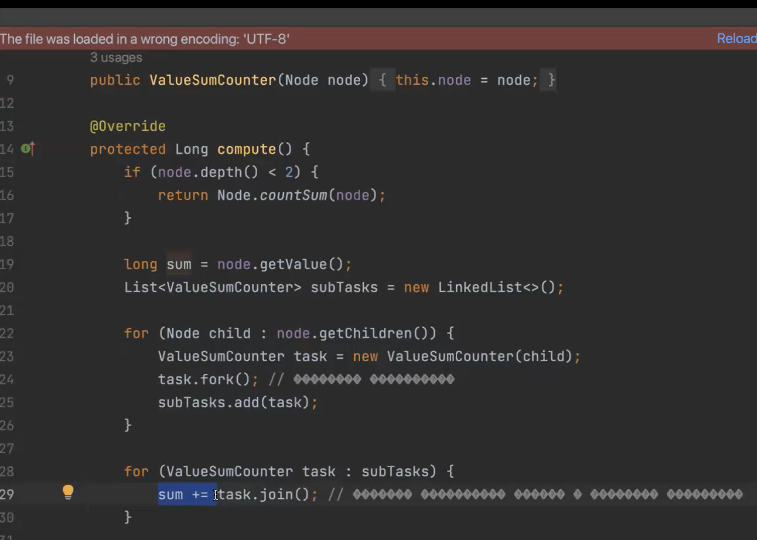 The file was loaded in a wrong encoding: 'UTF-8'
Reload
3 usages
9 public ValueSumCounter(Node node) { this.node = node; }
12
13 @Override
14 protected Long compute() {
15 if (node.depth() < 2) {
16 return Node.countSum(node);
17 }
18
19 long sum = node.getValue();
20 List<ValueSumCounter> subTasks = new LinkedList<>();
21
22 for (Node child : node.getChildren()) {
23 ValueSumCounter task = new ValueSumCounter(child);
24 task.fork(); // ��������� ����������
25 subTasks.add(task);
26 }
27
28 for (ValueSumCounter task : subTasks) {
29 sum += task.join(); // ������� ���������� ������ � �������� ���������
30 }
31